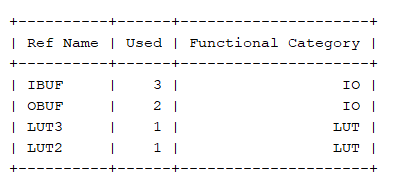 +----------+------+---------------------+
| Ref Name | Used | Functional Category |
+----------+------+---------------------+
| IBUF     |    3 |                  IO |
| OBUF     |    2 |                  IO |
| LUT3     |    1 |                 LUT |
| LUT2     |    1 |                 LUT |
+----------+------+---------------------+